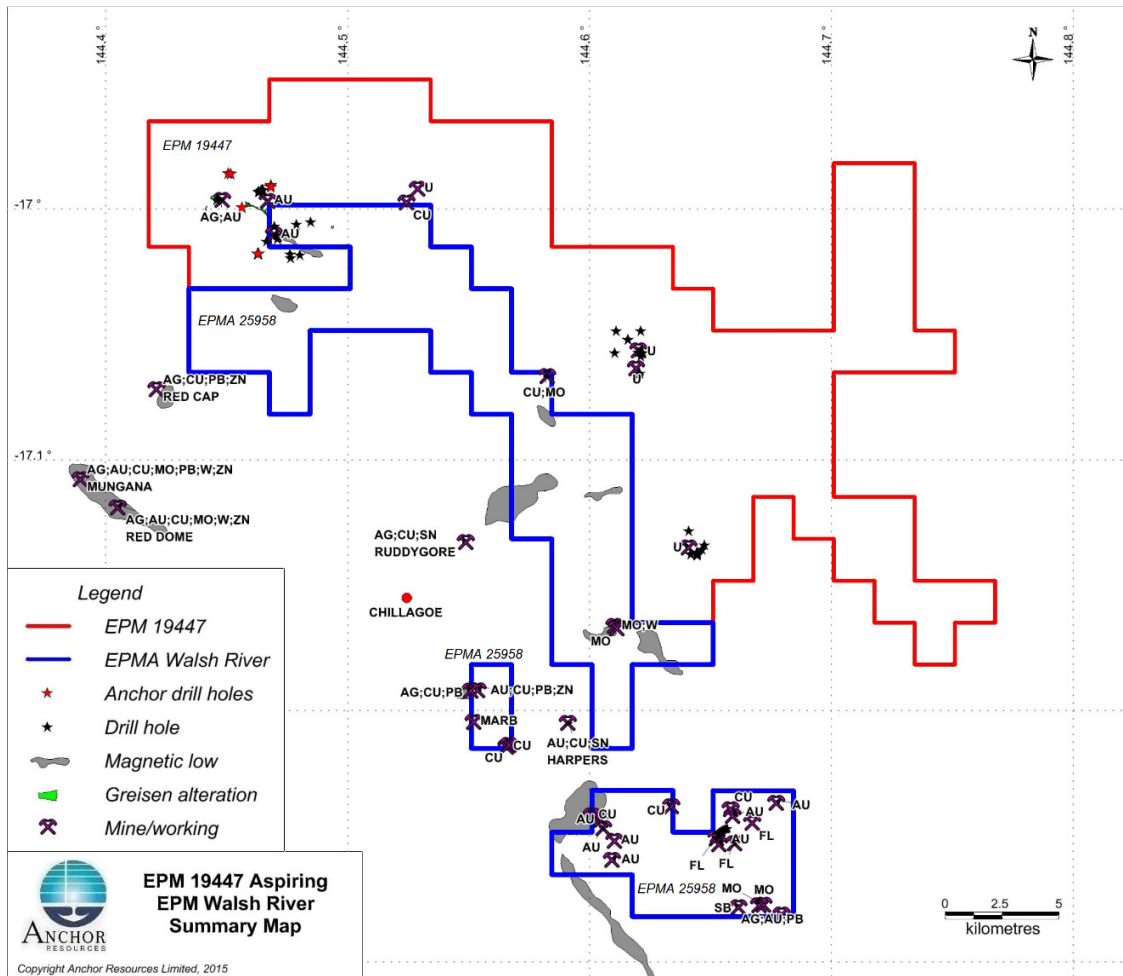 144.4°
144.5°
144.6°
144.7°
144.8°
N
EPM 19447
U
AU
-17.°
AG;AU
CU
AU
EPMA 25958
U
U
AG;CU;PB;ZN
RED CAP
CU;MO
-17.1°
AG;AU;CU;MO;PB;W;ZN
MUNGANA
AG;AU;CU;MO;W;ZN
RED DOME
AG;CU;SN
RUDDYGORE
U
CHILLAGOE
MO;W
MO
EPMA 25958
AG;CU;PB
AU;CU;PB;ZN
MARB
AU;CU;SN
HARPERS
CU
CU
CU
AU
CU
AU
CU
AU
AU
AU
FL
AU
AU
FL
FL
EPMA 25958
MO
MO
SB
AG;AU;PB
Legend
EPM 19447
EPMA Walsh River
Anchor drill holes
Drill hole
Magnetic low
Greisen alteration
Mine/working
EPM 19447 Aspiring
EPM Walsh River
Summary Map
ANCHOR
RESOURCES
Copyright Anchor Resources Limited, 2015
0 2.5 5
kilometres